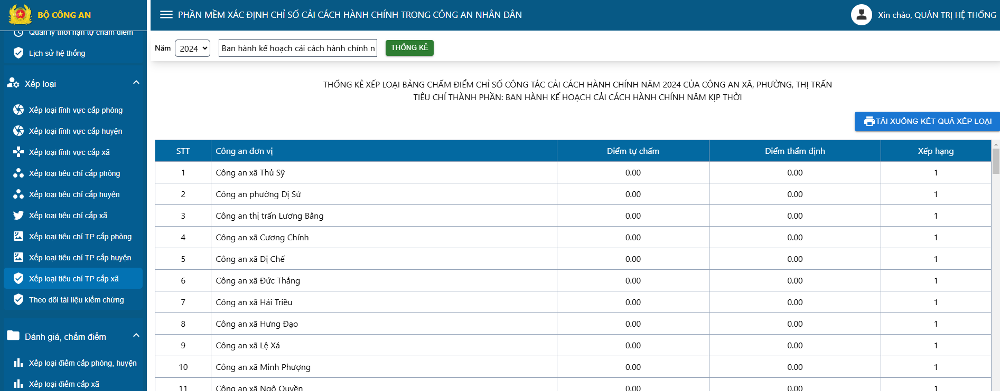 BỘ CÔNG AN
PHẦN MỀM XÁC ĐỊNH CHỈ SỐ CẢI CÁCH HÀNH CHÍNH TRONG CÔNG AN NHÂN DÂN
Xin chào, QUẢN TRỊ HỆ THỐNG
Quản lý thời hạn tự chấm điểm
Lịch sử hệ thống
Xếp loại
Xếp loại lĩnh vực cấp phòng
Xếp loại lĩnh vực cấp huyện
Xếp loại lĩnh vực cấp xã
Xếp loại tiêu chí cấp phòng
Xếp loại tiêu chí cấp huyện
Xếp loại tiêu chí cấp xã
Xếp loại tiêu chí TP cấp phòng
Xếp loại tiêu chí TP cấp huyện
Xếp loại tiêu chí TP cấp xã
Theo dõi tài liệu kiểm chứng
Đánh giá, chấm điểm
Xếp loại điểm cấp phòng, huyện
Xếp loại điểm cấp xã
Năm 2024 Ban hành kế hoạch cải cách hành chính n THỐNG KÊ
THỐNG KÊ XẾP LOẠI BẢNG CHẤM ĐIỂM CHỈ SỐ CÔNG TÁC CẢI CÁCH HÀNH CHÍNH NĂM 2024 CỦA CÔNG AN XÃ, PHƯỜNG, THỊ TRẤN
TIÊU CHÍ THÀNH PHẦN: BAN HÀNH KẾ HOẠCH CẢI CÁCH HÀNH CHÍNH NĂM KỊP THỜI
TẢI XUỐNG KẾT QUẢ XẾP LOẠI
STT Công an đơn vị Điểm tự chấm Điểm thẩm định Xếp hạng
1 Công an xã Thủ Sỹ 0.00 0.00 1
2 Công an phường Dị Sử 0.00 0.00 1
3 Công an thị trấn Lương Bằng 0.00 0.00 1
4 Công an xã Cương Chính 0.00 0.00 1
5 Công an xã Dị Chế 0.00 0.00 1
6 Công an xã Đức Thắng 0.00 0.00 1
7 Công an xã Hải Triều 0.00 0.00 1
8 Công an xã Hưng Đạo 0.00 0.00 1
9 Công an xã Lệ Xá 0.00 0.00 1
10 Công an xã Minh Phượng 0.00 0.00 1
11 Công an xã Ngô Quyền 0.00 0.00 1